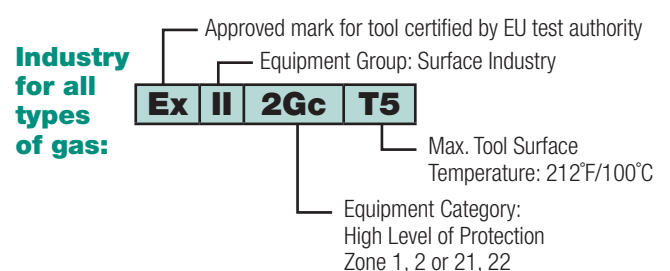 Approved mark for tool certified by EU test authority
Equipment Group: Surface Industry
Industry
for all
types
of gas:
Ex II 2Gc T5
Max. Tool Surface
Temperature: 212˚F/100˚C
Equipment Category:
High Level of Protection
Zone 1, 2 or 21, 22